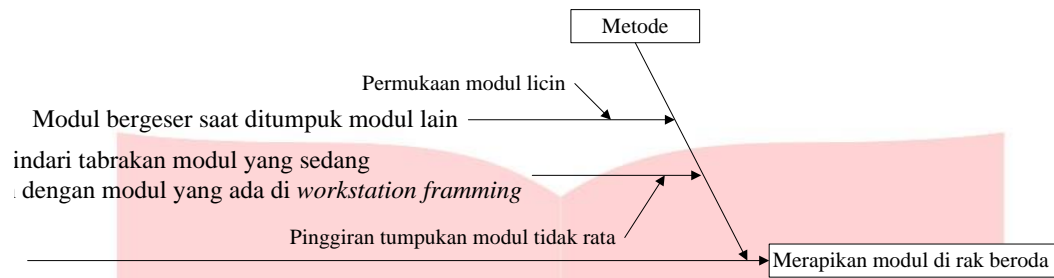 Metode
Permukaan modul licin
Modul bergeser saat ditumpuk modul lain
indari tabrakan modul yang sedang
dengan modul yang ada di workstation framming
Pinggiran tumpukan modul tidak rata
Merapikan modul di rak beroda